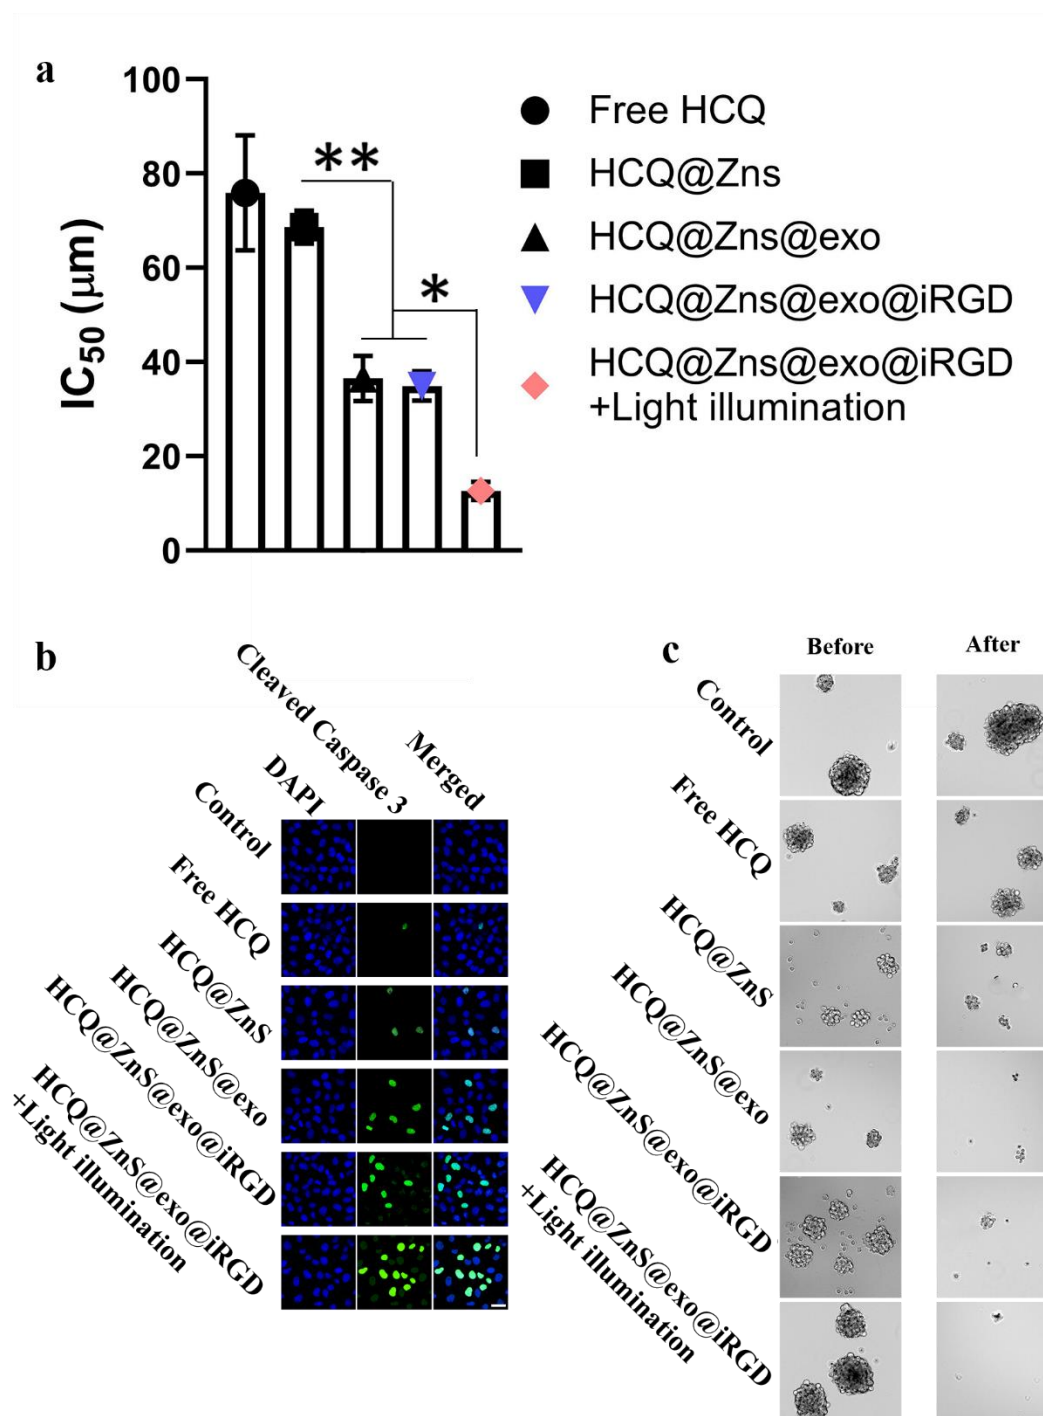 a
100
80
60
40
20
0
IC50 (μm)
**
*
Free HCQ
HCQ@Zns
HCQ@Zns@exo
HCQ@Zns@exo@iRGD
HCQ@Zns@exo@iRGD
+Light illumination
b
DAPI
Cleaved Caspase 3
Merged
Control
Free HCQ
HCQ@ZnS
HCQ@ZnS@exo
HCQ@ZnS@exo@iRGD
HCQ@ZnS@exo@iRGD
+Light illumination
c
Before
After
Control
Free HCQ
HCQ@ZnS
HCQ@ZnS@exo
HCQ@ZnS@exo@iRGD
HCQ@ZnS@exo@iRGD
+Light illumination